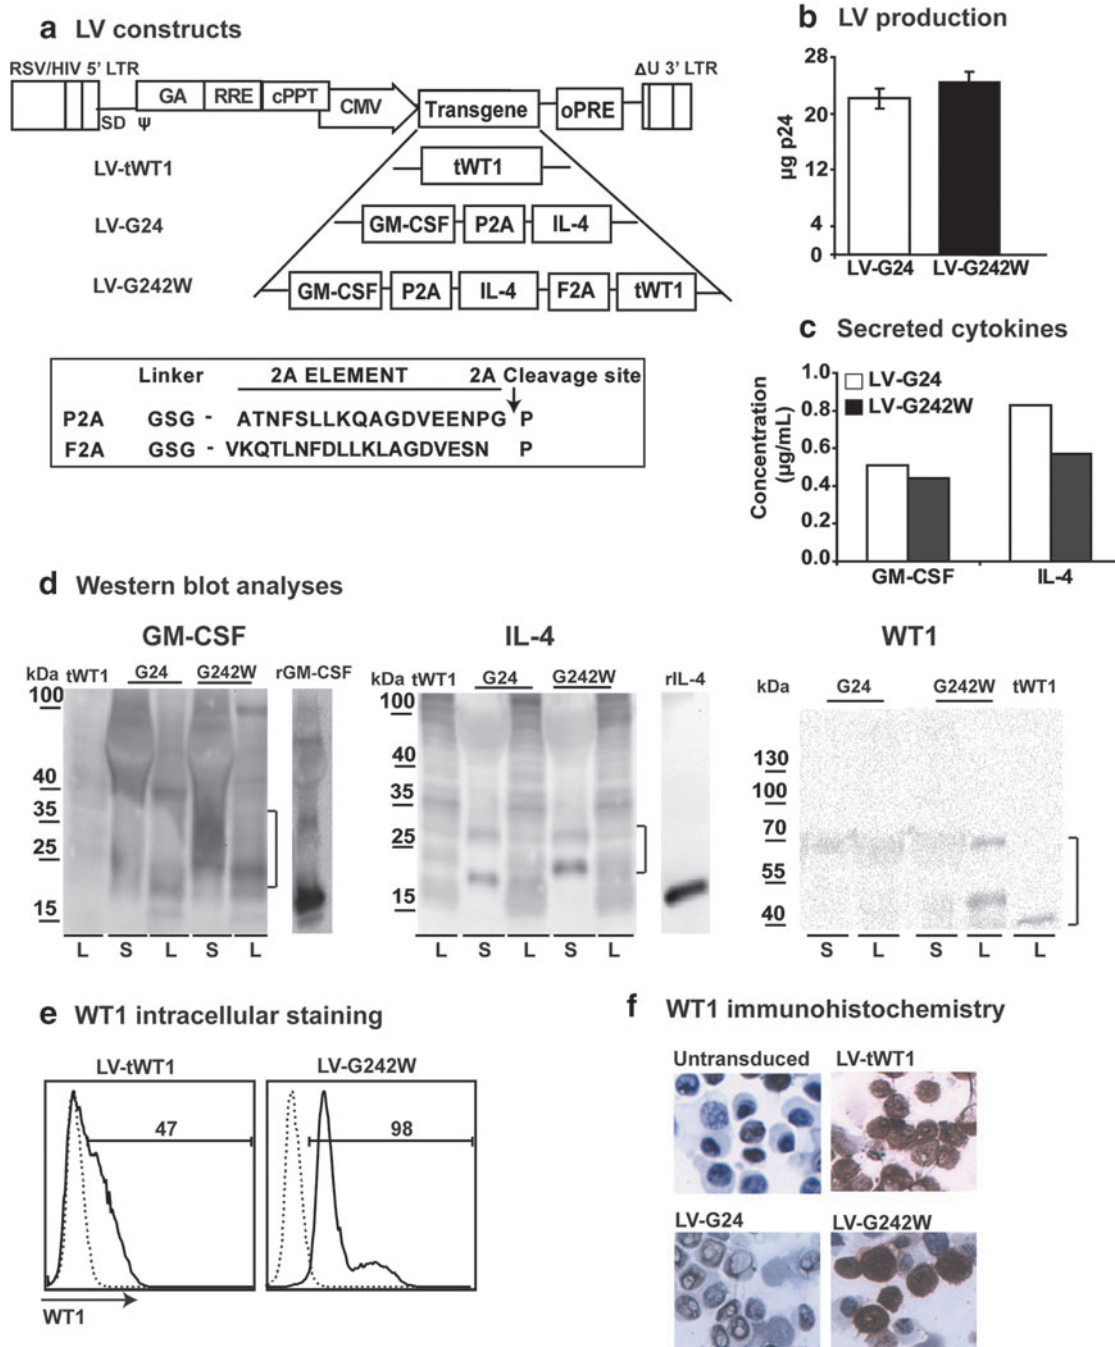 a LV constructs
RSV/HIV 5' LTR
GA RRE cPPT CMV Transgene oPRE ΔU 3' LTR
SD Ψ
LV-tWT1
tWT1
LV-G24
GM-CSF P2A IL-4
LV-G242W
GM-CSF P2A IL-4 F2A tWT1
Linker 2A ELEMENT 2A Cleavage site
P2A GSG - ATNFSLLKQAGDVEENPG P
F2A GSG - VKQTLNFDLLKLAGDVESN P
b LV production
µg p24
28
20
12
4
0
LV-G24 LV-G242W
c Secreted cytokines
Concentration
(µg/mL)
1.0
0.8
0.6
0.4
0.2
0.0
LV-G24
LV-G242W
GM-CSF IL-4
d Western blot analyses
GM-CSF
kDa tWT1 G24 G242W rGM-CSF
100
40
35
25
15
L S L S L
IL-4
kDa tWT1 G24 G242W rIL-4
100
40
35
25
15
L S L S L
WT1
kDa G24 G242W tWT1
130
100
70
55
40
S L S L L
e WT1 intracellular staining
LV-tWT1 LV-G242W
47 98
WT1
f WT1 immunohistochemistry
Untransduced LV-tWT1
LV-G24 LV-G242W